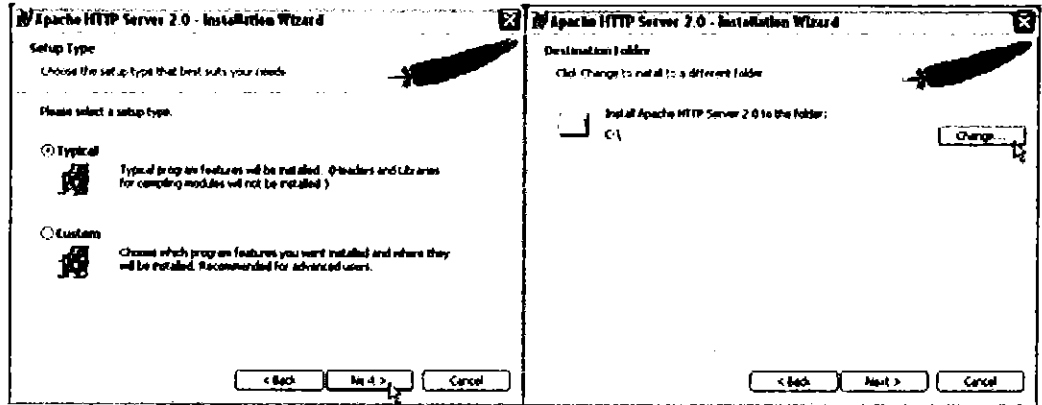 Apache HTTP Server 2.0 - Installation Wizard
Setup Type
Choose the setup type that best suits your needs
Please select a setup type.
Typical
Typical program features will be installed. (Headers and Libraries
for compiling modules will not be installed.)
Custom
Choose which program features you want installed and where they
will be installed. Recommended for advanced users.
< Back
Next >
Cancel
Apache HTTP Server 2.0 - Installation Wizard
Destination Folder
Click Change to install to a different folder
Install Apache HTTP Server 2.0 to the folder:
C:\
Change...
< Back
Next >
Cancel